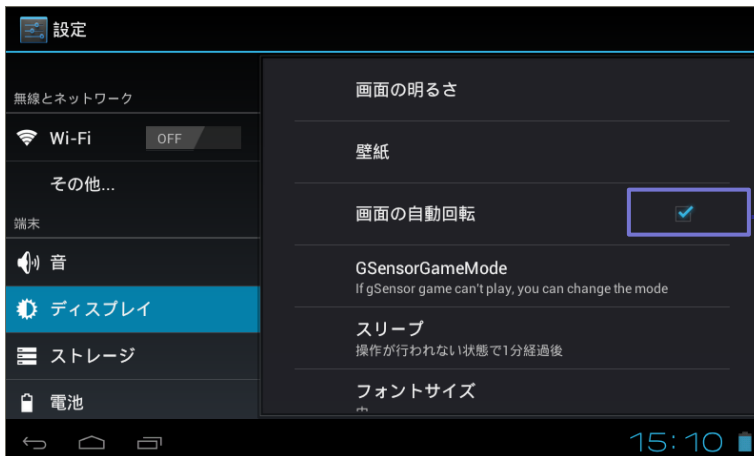 設定
無線とネットワーク
Wi-Fi OFF
その他...
端末
音
ディスプレイ
ストレージ
電池
画面の明るさ
壁紙
画面の自動回転
GSensorGameMode
If gSensor game can't play, you can change the mode
スリープ
操作が行われない状態で1分経過後
フォントサイズ
15:10